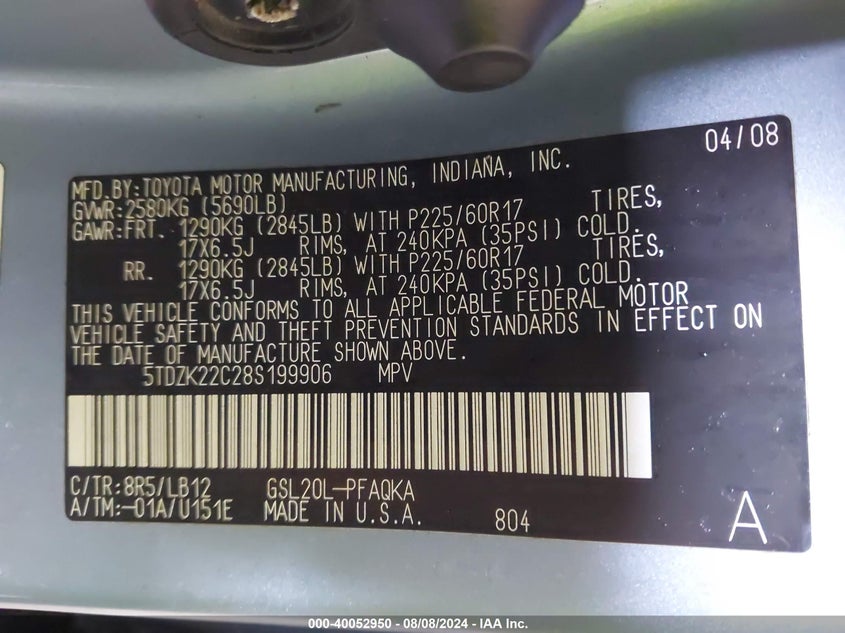 04/08
MFD.BY:TOYOTA MOTOR MANUFACTURING, INDIANA, INC.
GVWR:2580KG (5690LB)
GAWR:FRT. 1290KG (2845LB) WITH P225/60R17 TIRES,
17X6.5J RIMS, AT 240KPA (35PSI) COLD.
RR. 1290KG (2845LB) WITH P225/60R17 TIRES,
17X6.5J RIMS, AT 240KPA (35PSI) COLD.
THIS VEHICLE CONFORMS TO ALL APPLICABLE FEDERAL MOTOR
VEHICLE SAFETY AND THEFT PREVENTION STANDARDS IN EFFECT ON
THE DATE OF MANUFACTURE SHOWN ABOVE.
5TDZK22C28S199906 MPV
C/TR:8R5/LB12 GSL20L-PFAQKA
A/TM:-01A/U151E MADE IN U.S.A. 804 A
000-40052950 - 08/08/2024 - IAA Inc.